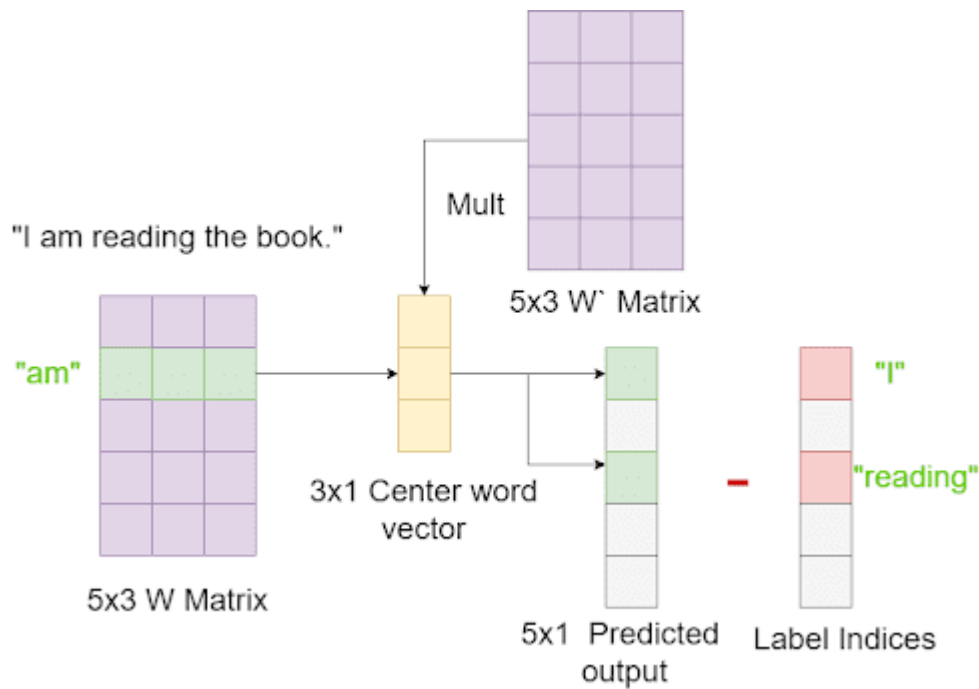 Mult
"I am reading the book."
5x3 W` Matrix
"am"
"I"
"reading"
3x1 Center word
vector
5x3 W Matrix
5x1 Predicted
output
Label Indices